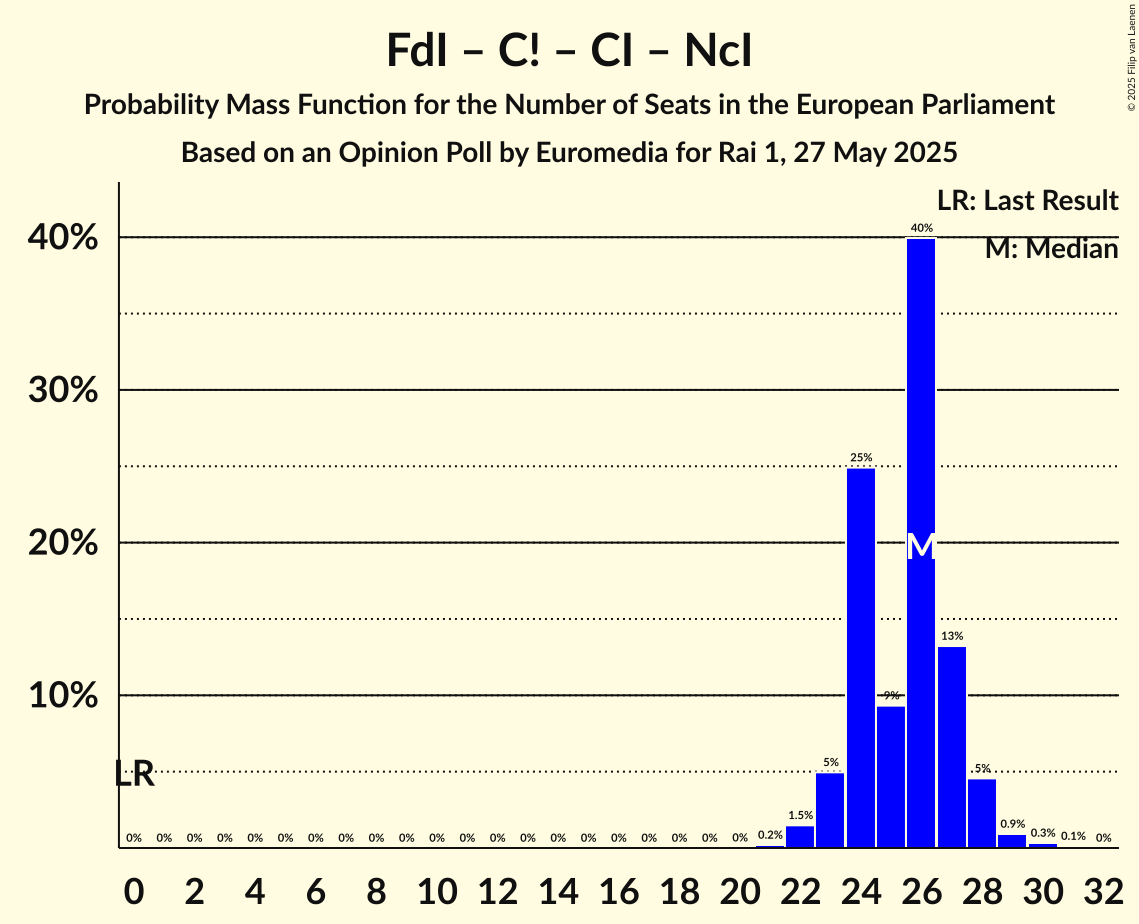 FdI – C! – CI – NcI
Probability Mass Function for the Number of Seats in the European Parliament
Based on an Opinion Poll by Euromedia for Rai 1, 27 May 2025
© 2025 Filip van Laenen
LR: Last Result
M: Median
40%
30%
20%
10%
LR
M
0% 0% 0% 0% 0% 0% 0% 0% 0% 0% 0% 0% 0% 0% 0% 0% 0% 0% 0% 0% 0% 0.2% 1.5% 5% 25% 9% 40% 13% 5% 0.9% 0.3% 0.1% 0%
0 2 4 6 8 10 12 14 16 18 20 22 24 26 28 30 32